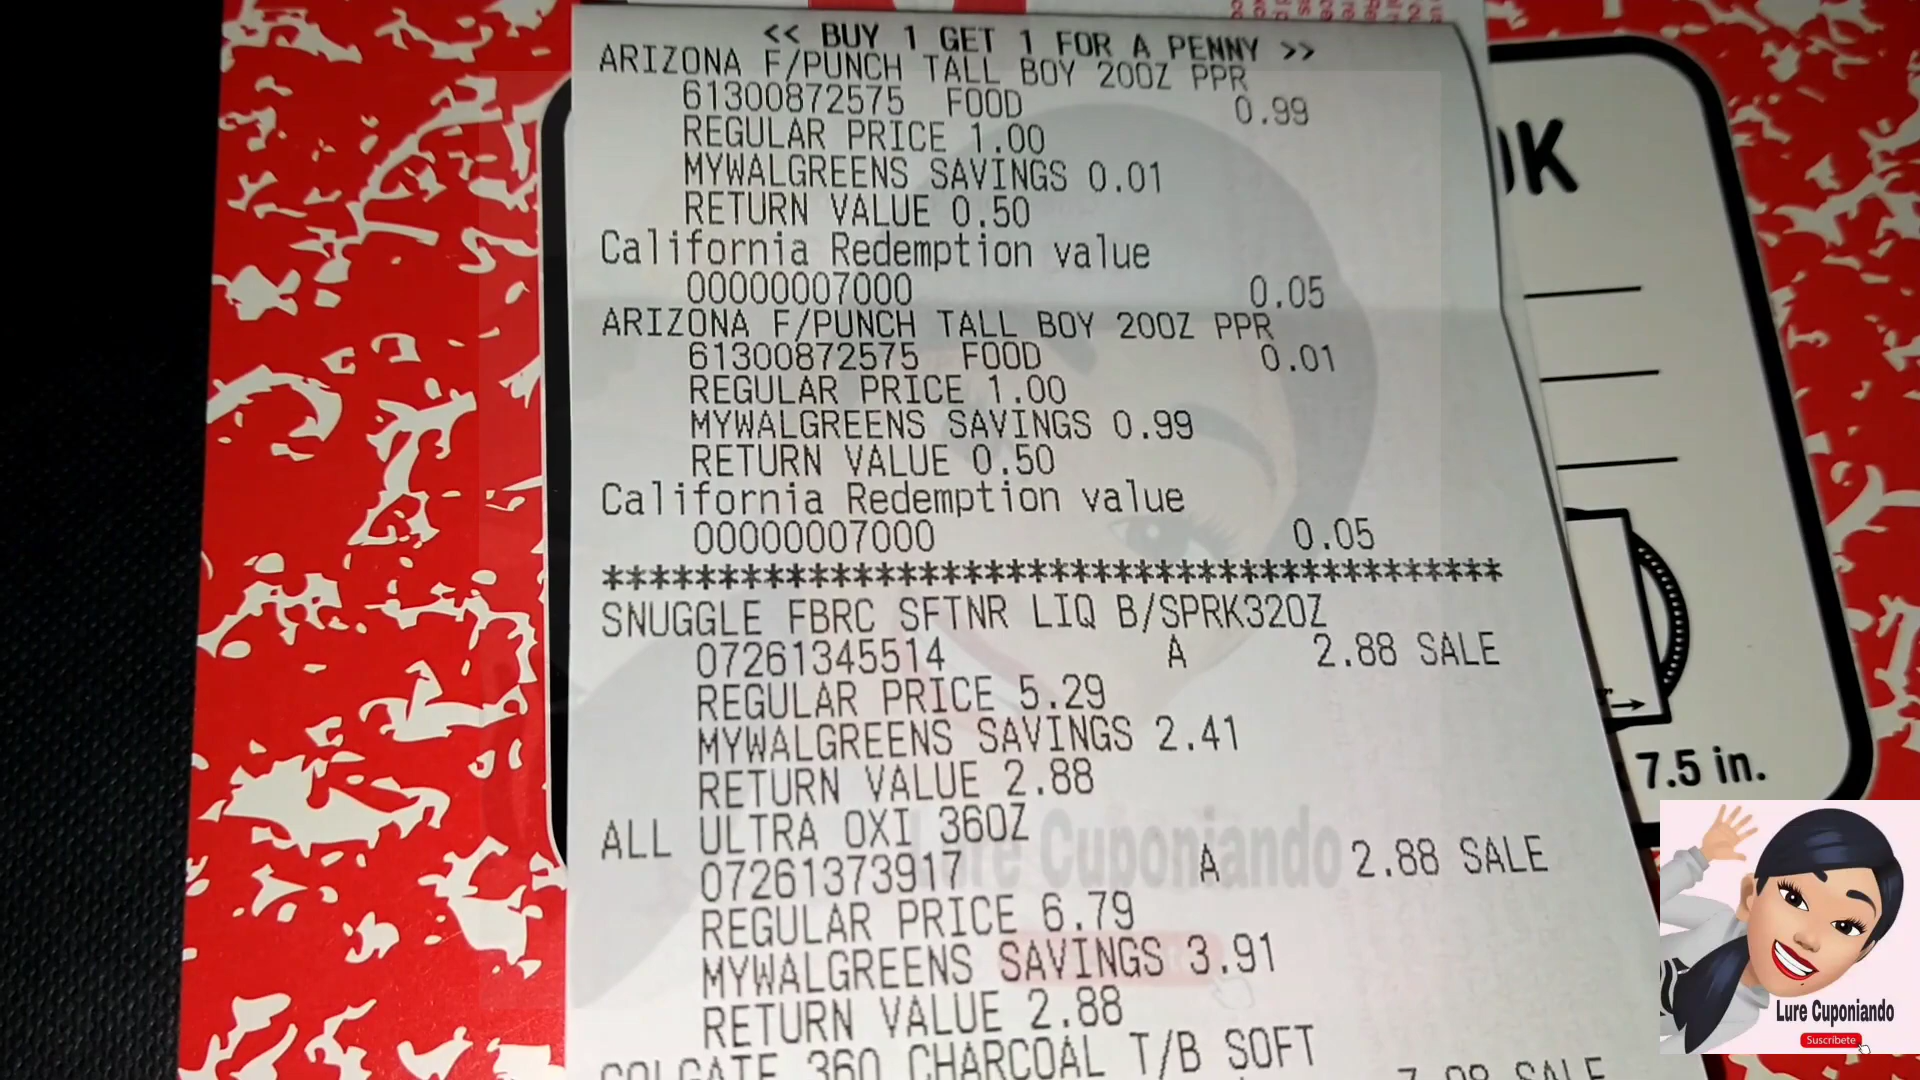 << BUY 1 GET 1 FOR A PENNY >>
ARIZONA F/PUNCH TALL BOY 20OZ PPR
61300872575 FOOD 0.99
REGULAR PRICE 1.00
MYWALGREENS SAVINGS 0.01
RETURN VALUE 0.50
California Redemption value
00000007000 0.05
ARIZONA F/PUNCH TALL BOY 20OZ PPR
61300872575 FOOD 0.01
REGULAR PRICE 1.00
MYWALGREENS SAVINGS 0.99
RETURN VALUE 0.50
California Redemption value
00000007000 0.05
***************************************
SNUGGLE FBRC SFTNR LIQ B/SPRK32OZ
07261345514 A 2.88 SALE
REGULAR PRICE 5.29
MYWALGREENS SAVINGS 2.41
RETURN VALUE 2.88
ALL ULTRA OXI 36OZ
07261373917 A 2.88 SALE
REGULAR PRICE 6.79
MYWALGREENS SAVINGS 3.91
RETURN VALUE 2.88
COLGATE 360 CHARCOAL T/B SOFT
SALE
OK
7.5 in.
Lure Cuponiando
Lure Cuponiando
Suscribete